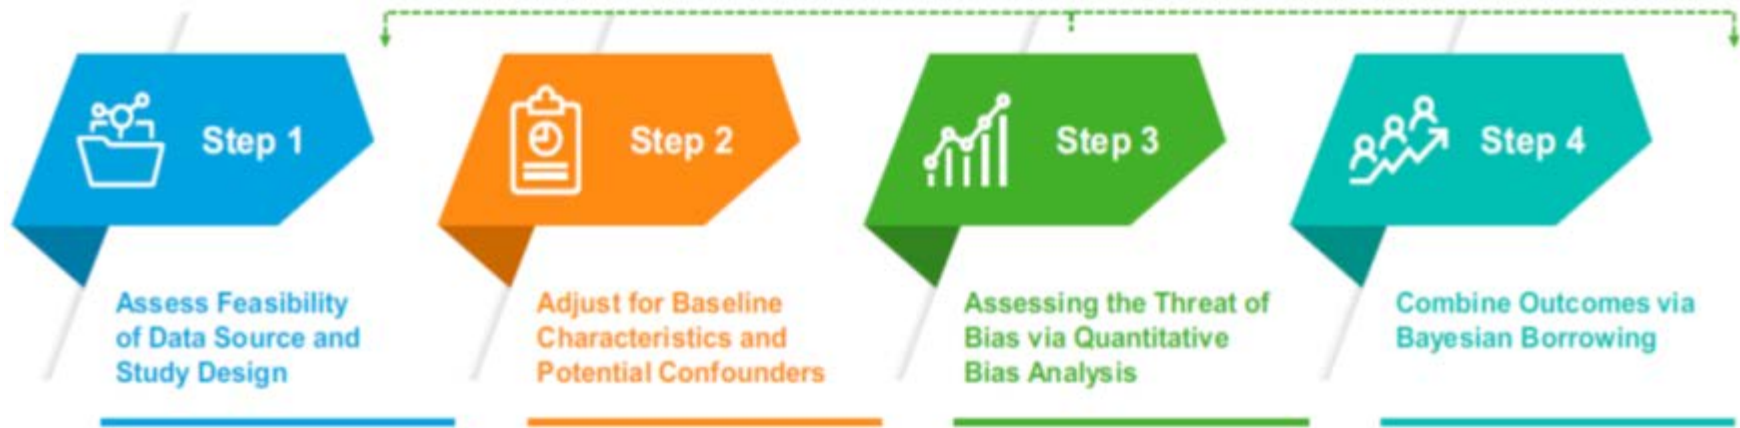 Step 1
Assess Feasibility
of Data Source and
Study Design
Step 2
Adjust for Baseline
Characteristics and
Potential Confounders
Step 3
Assessing the Threat of
Bias via Quantitative
Bias Analysis
Step 4
Combine Outcomes via
Bayesian Borrowing